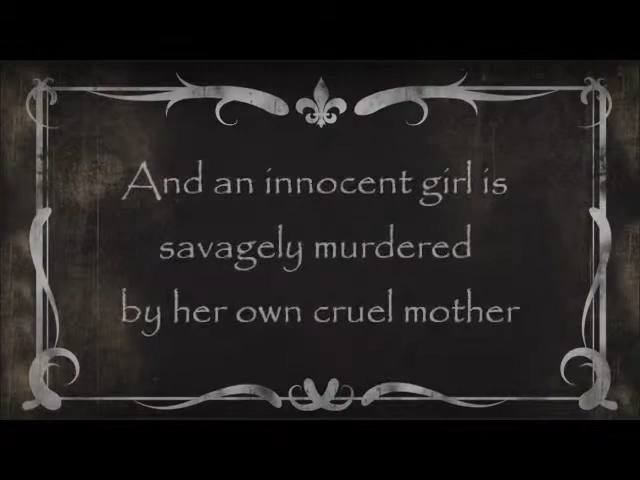 And an innocent girl is
savagely murdered
by her own cruel mother